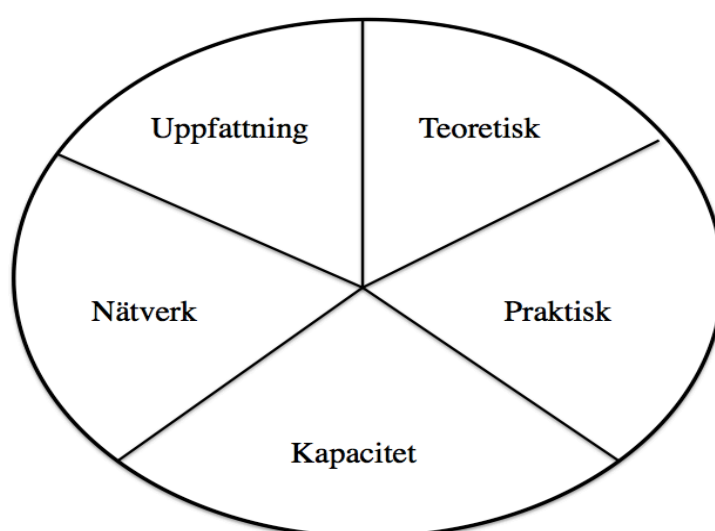 Uppfattning
Teoretisk
Nätverk
Praktisk
Kapacitet